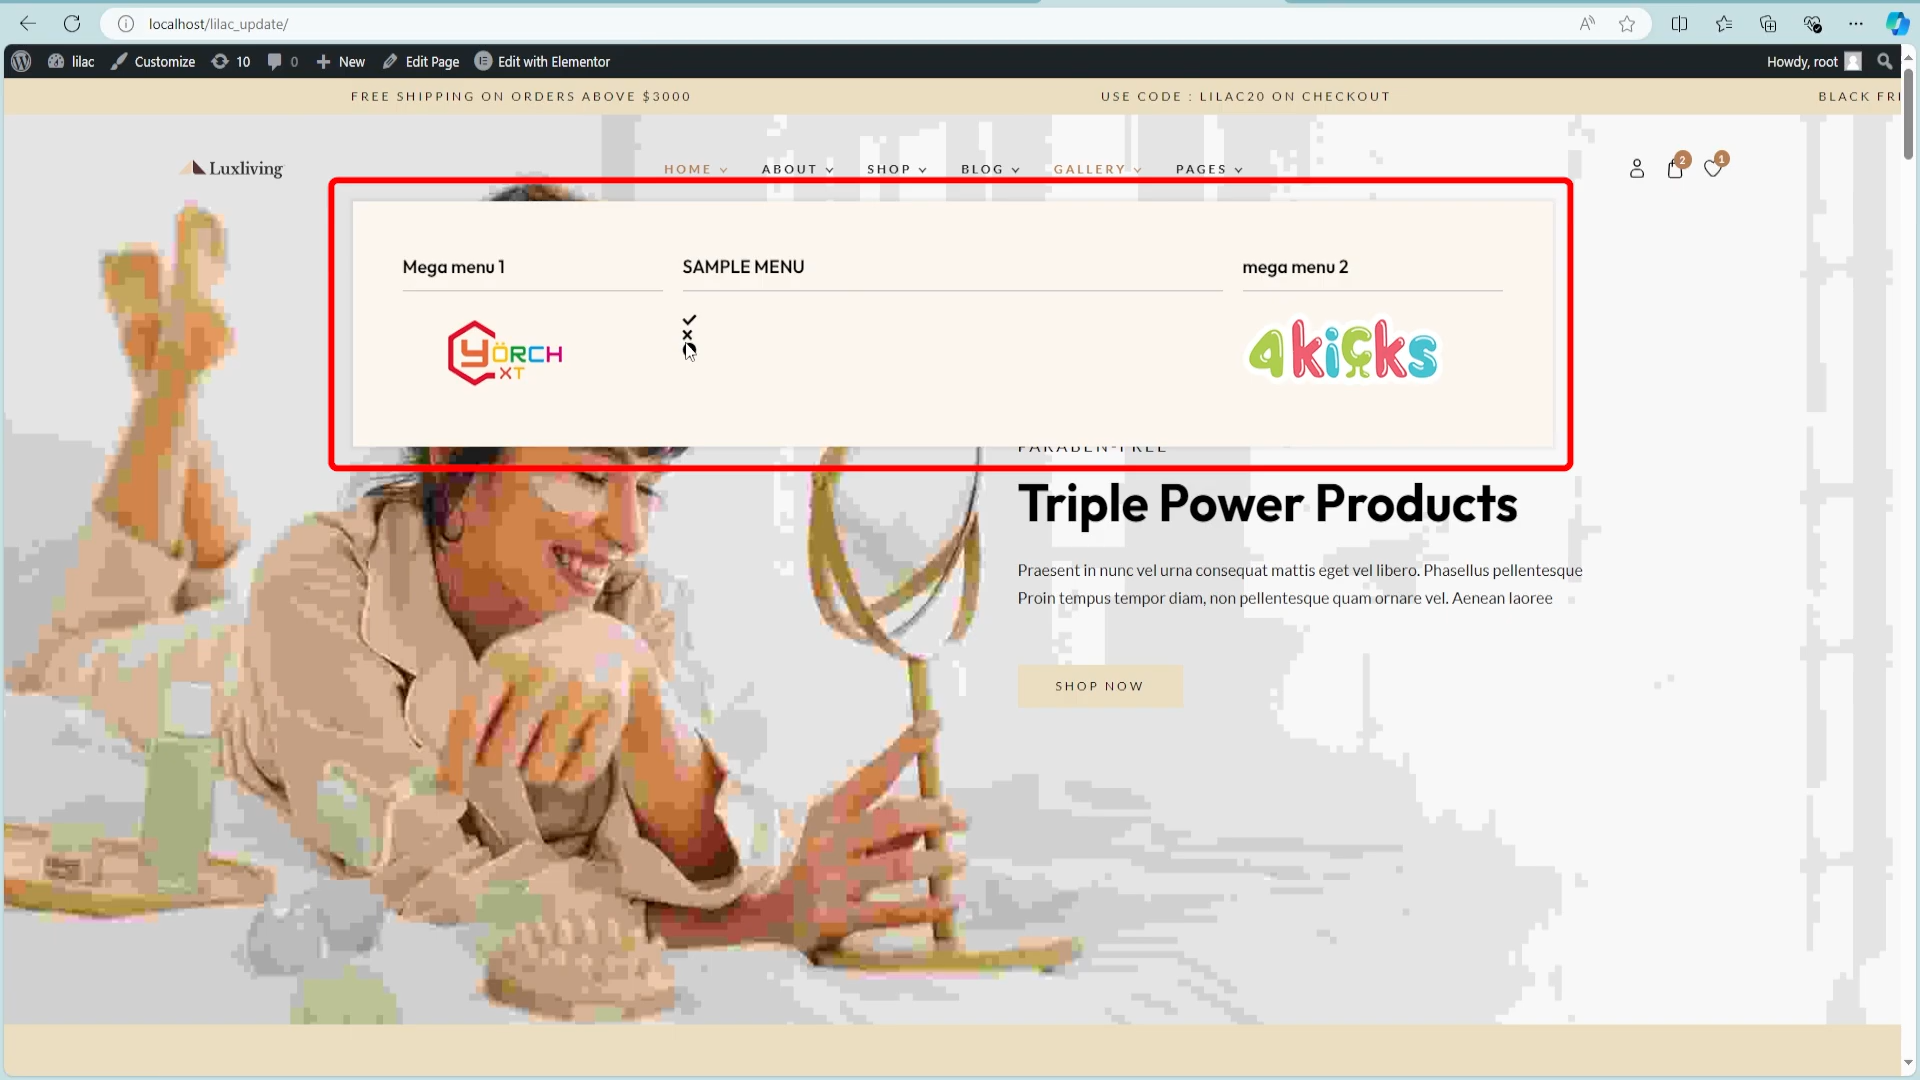 localhost/lilac_update/
lilac Customize 10 0 New Edit Page Edit with Elementor Howdy, root
FREE SHIPPING ON ORDERS ABOVE $3000 USE CODE : LILAC20 ON CHECKOUT BLACK FRI
Luxliving HOME ABOUT SHOP BLOG GALLERY PAGES 2 1
Mega menu 1 SAMPLE MENU mega menu 2
YÖRCH XT
4kicks
PARABEN-FREE
Triple Power Products
Praesent in nunc vel urna consequat mattis eget vel libero. Phasellus pellentesque
Proin tempus tempor diam, non pellentesque quam ornare vel. Aenean laoree
SHOP NOW